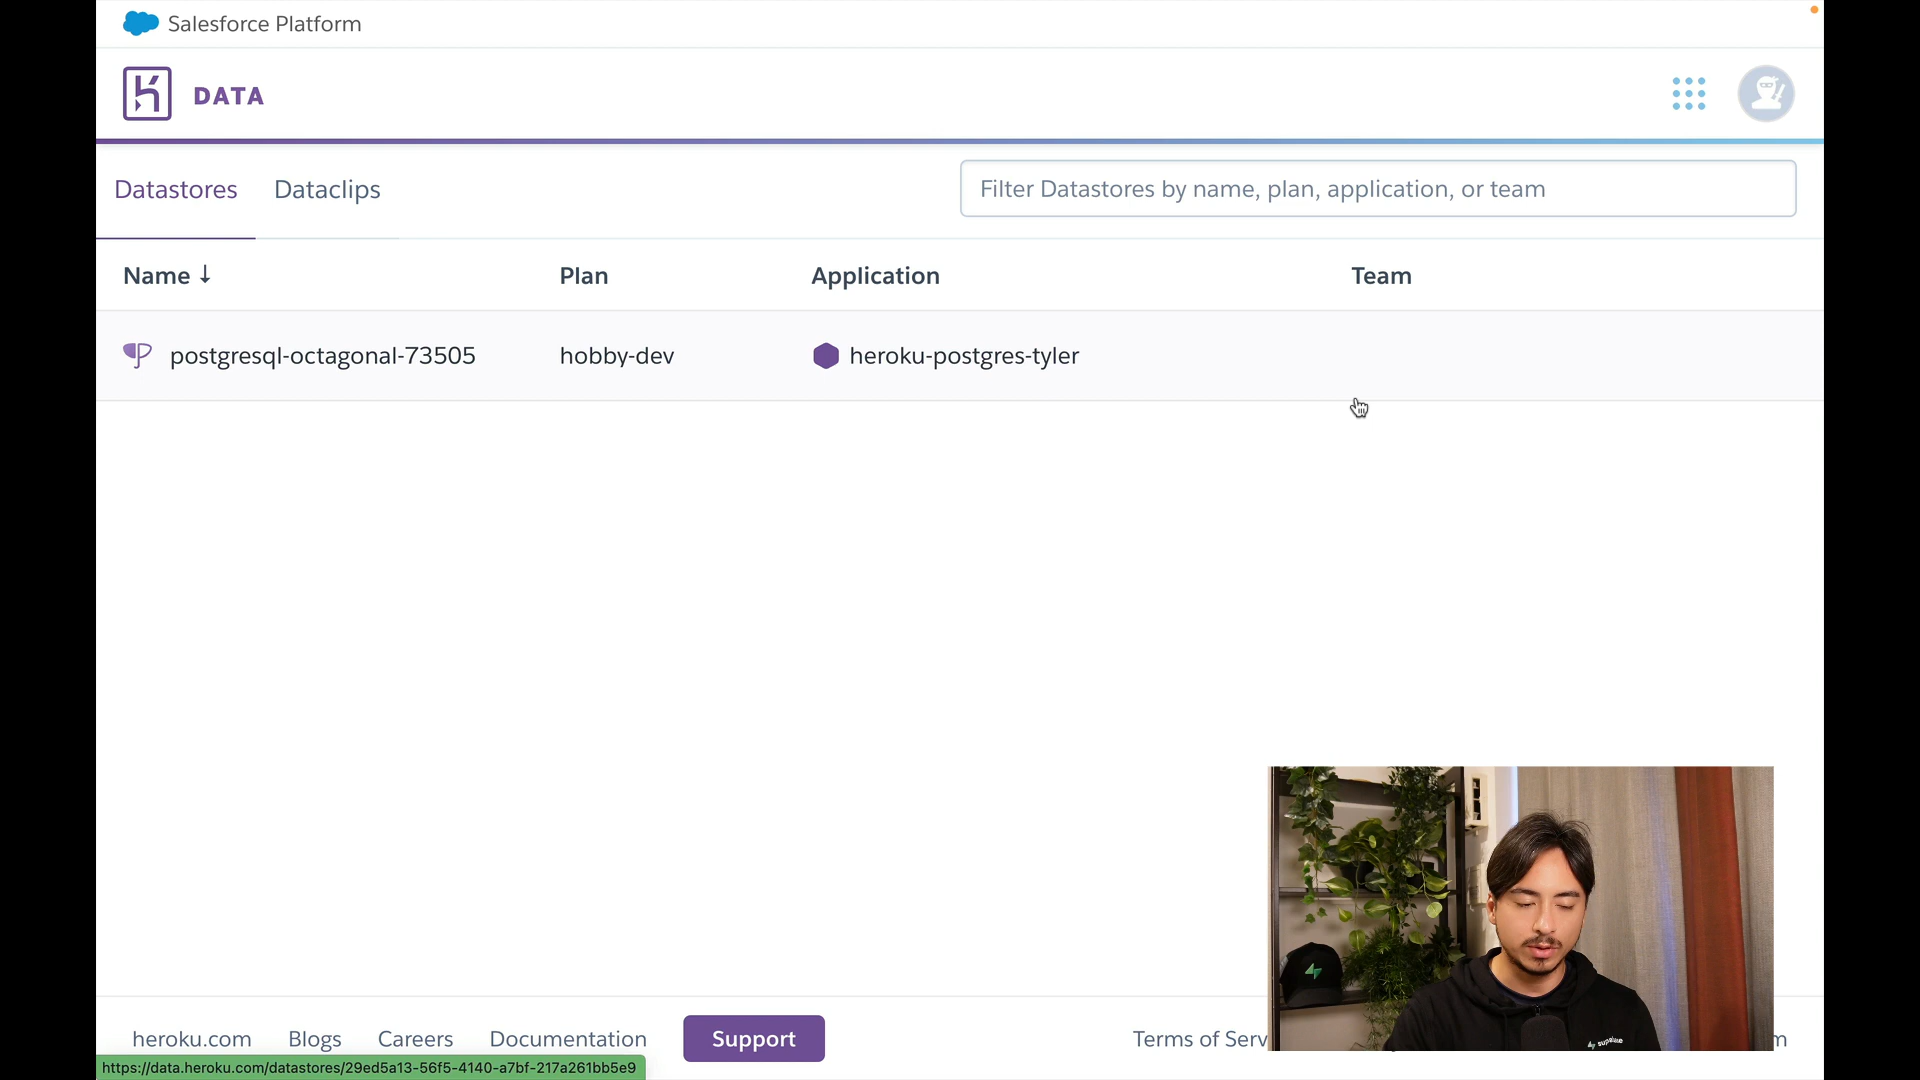 Salesforce Platform
DATA
Datastores
Dataclips
Filter Datastores by name, plan, application, or team
Name ↓
Plan
Application
Team
postgresql-octagonal-73505
hobby-dev
heroku-postgres-tyler
heroku.com
Blogs
Careers
Documentation
Support
Terms of Serv
m
https://data.heroku.com/datastores/29ed5a13-56f5-4140-a7bf-217a261bb5e9
supabase